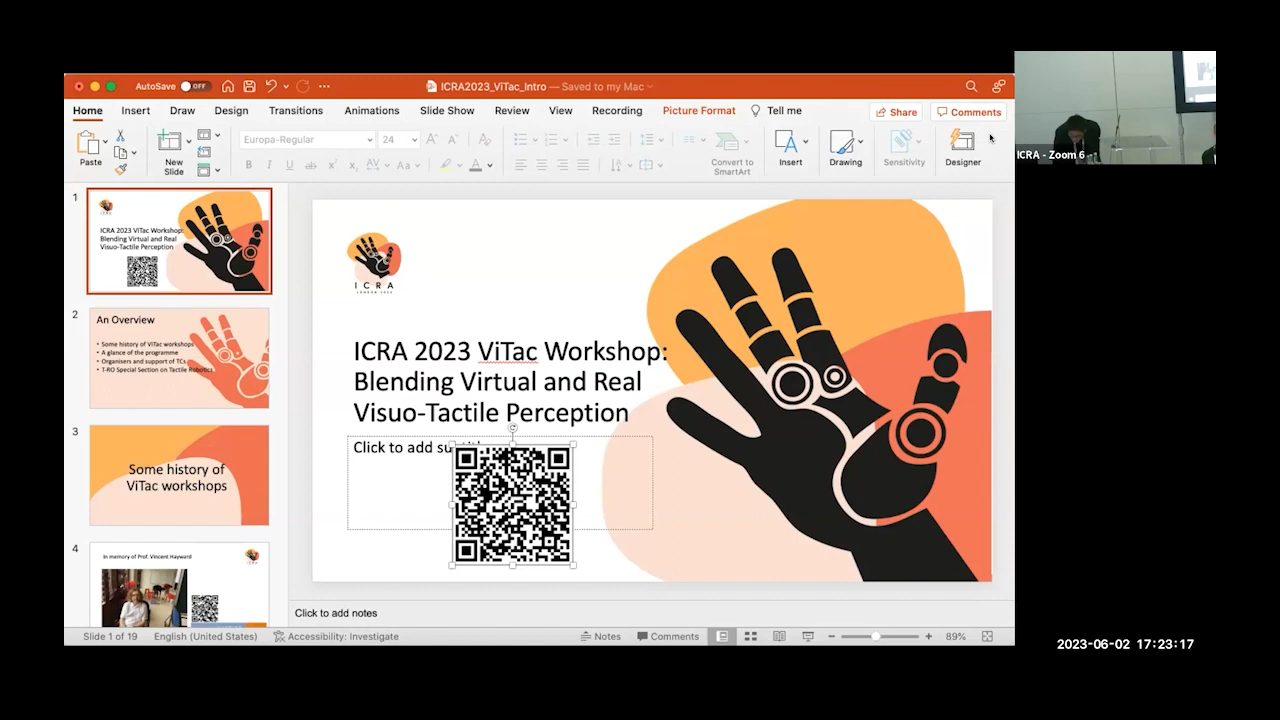 AutoSave OFF
ICRA2023_ViTac_Intro — Saved to my Mac
Home Insert Draw Design Transitions Animations Slide Show Review View Recording Picture Format Tell me
Share Comments
Paste
New
Slide
Europa-Regular 24
Convert to
SmartArt
Insert
Drawing
Sensitivity
Designer
ICRA - Zoom 6
1
ICRA 2023 ViTac Workshop:
Blending Virtual and Real
Visuo-Tactile Perception
2
An Overview
• Some history of ViTac workshops
• A glance of the programme
• Organisers and support of TCs
• T-RO Special Section on Tactile Robotics
3
Some history of
ViTac workshops
4
In memory of Prof. Vincent Hayward
ICRA
LONDON 2023
ICRA 2023 ViTac Workshop:
Blending Virtual and Real
Visuo-Tactile Perception
Click to add
Click to add notes
Slide 1 of 19 English (United States) Accessibility: Investigate Notes Comments 89%
2023-06-02 17:23:17